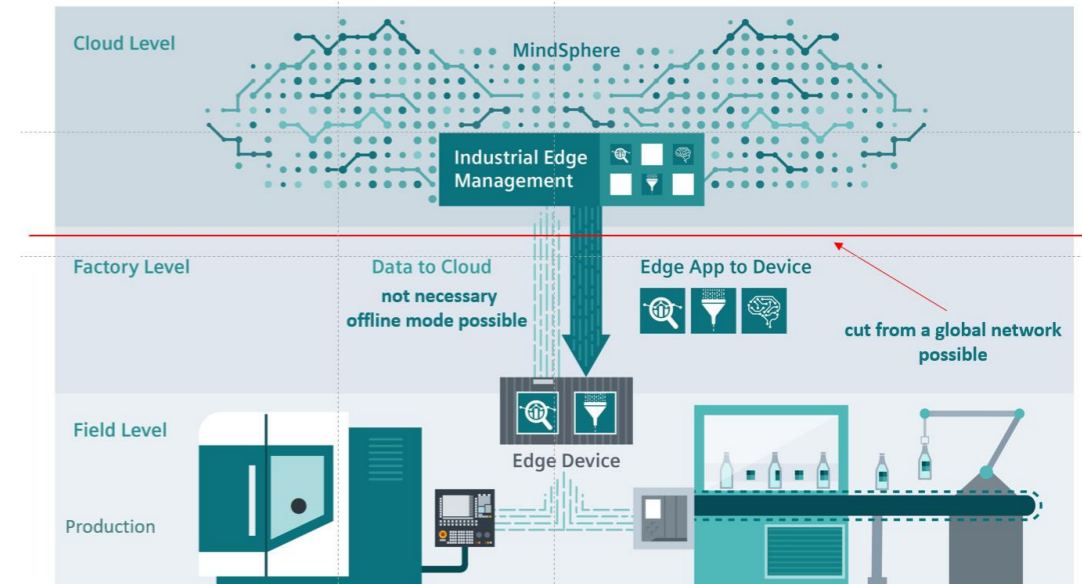 Cloud Level
MindSphere
Industrial Edge
Management
Factory Level
Data to Cloud
not necessary
offline mode possible
Edge App to Device
cut from a global network
possible
Field Level
Edge Device
Production